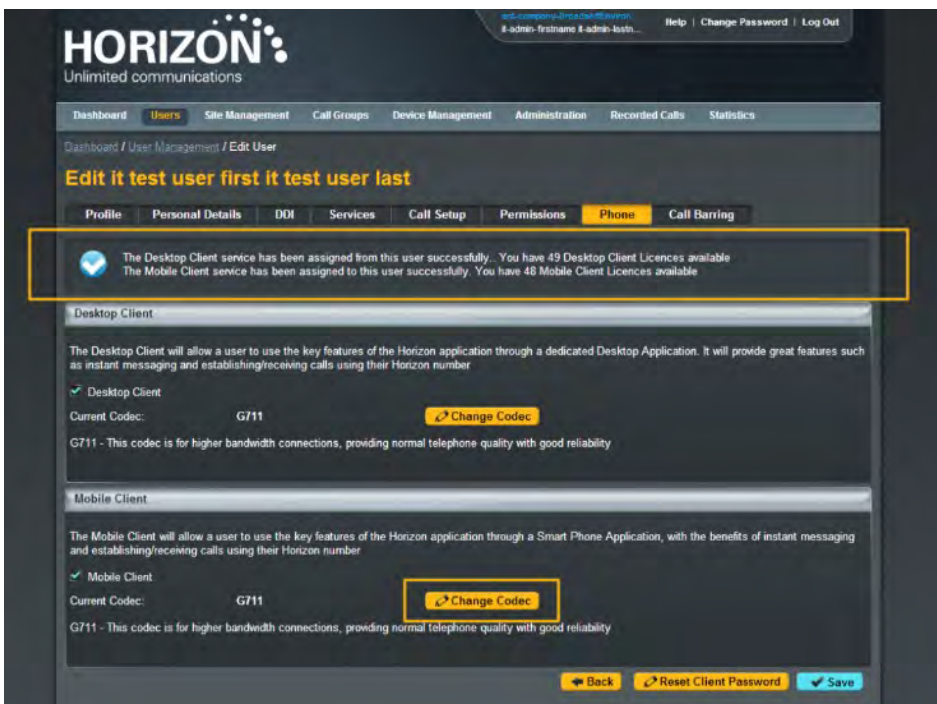 it-admin-firstname it-admin-lastn...
Help | Change Password | Log Out
HORIZON
Unlimited communications
Dashboard Users Site Management Call Groups Device Management Administration Recorded Calls Statistics
Dashboard / User Management / Edit User
Edit it test user first it test user last
Profile Personal Details DDI Services Call Setup Permissions Phone Call Barring
The Desktop Client service has been assigned from this user successfully.. You have 49 Desktop Client Licences available
The Mobile Client service has been assigned to this user successfully. You have 48 Mobile Client Licences available
Desktop Client
The Desktop Client will allow a user to use the key features of the Horizon application through a dedicated Desktop Application. It will provide great features such
as instant messaging and establishing/receiving calls using their Horizon number
Desktop Client
Current Codec: G711 Change Codec
G711 - This codec is for higher bandwidth connections, providing normal telephone quality with good reliability
Mobile Client
The Mobile Client will allow a user to use the key features of the Horizon application through a Smart Phone Application, with the benefits of instant messaging
and establishing/receiving calls using their Horizon number
Mobile Client
Current Codec: G711 Change Codec
G711 - This codec is for higher bandwidth connections, providing normal telephone quality with good reliability
Back Reset Client Password Save